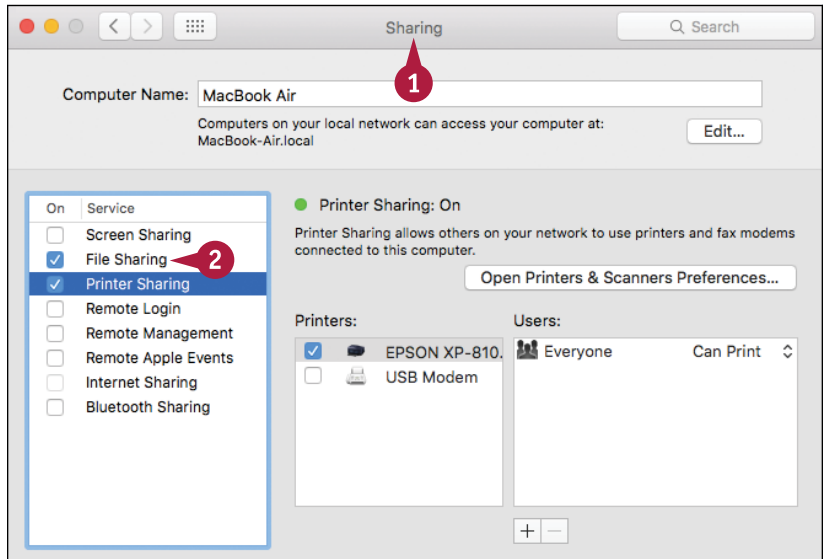 Sharing
Search
1
Computer Name: MacBook Air
Computers on your local network can access your computer at:
MacBook-Air.local
Edit...
On Service
Screen Sharing
File Sharing
2
Printer Sharing
Remote Login
Remote Management
Remote Apple Events
Internet Sharing
Bluetooth Sharing
Printer Sharing: On
Printer Sharing allows others on your network to use printers and fax modems
connected to this computer.
Open Printers & Scanners Preferences...
Printers:
EPSON XP-810.
USB Modem
Users:
Everyone Can Print
+ −